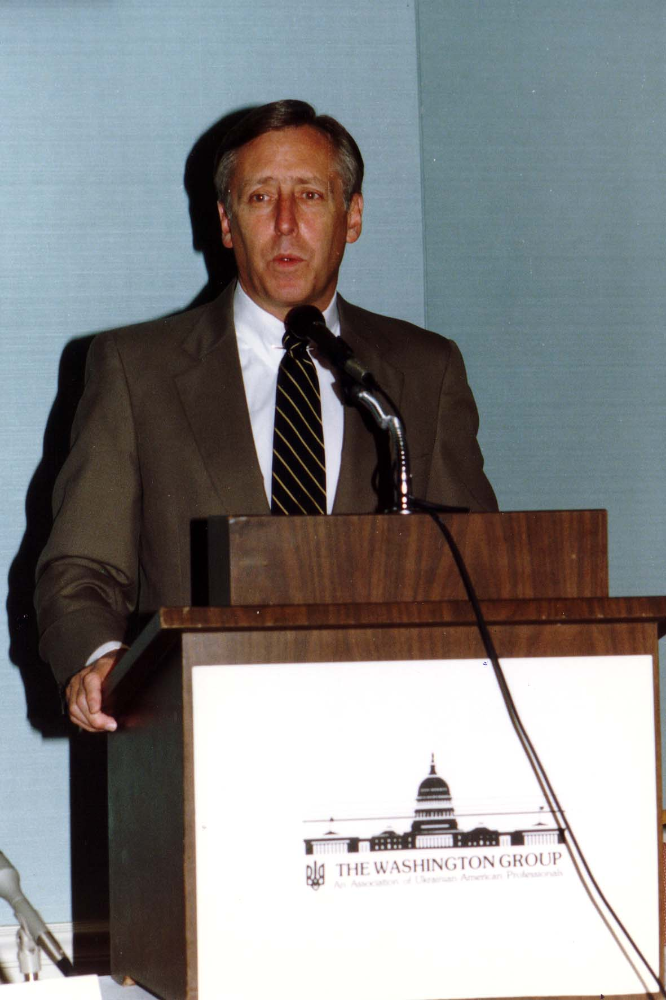 THE WASHINGTON GROUP
An Association of Ukrainian American Professionals